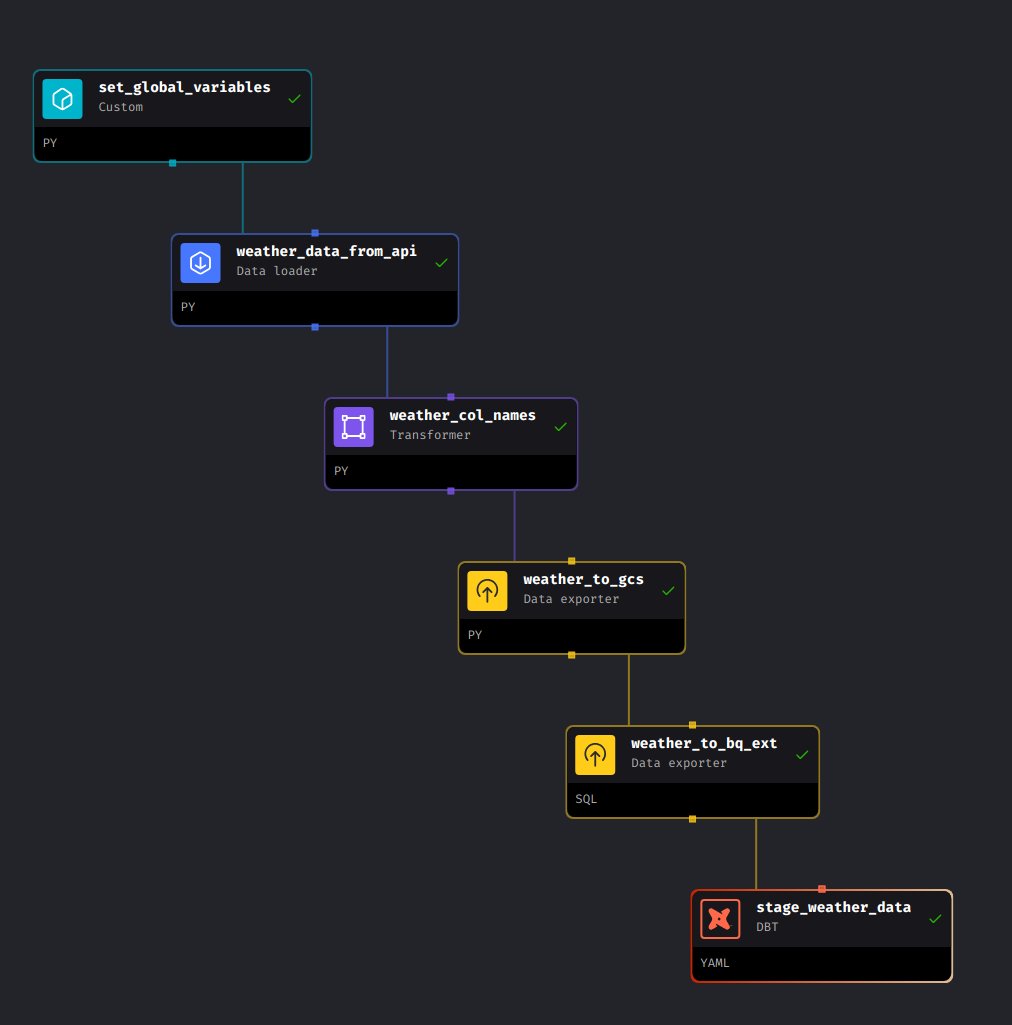 set_global_variables
Custom
PY
weather_data_from_api
Data loader
PY
weather_col_names
Transformer
PY
weather_to_gcs
Data exporter
PY
weather_to_bq_ext
Data exporter
SQL
stage_weather_data
DBT
YAML